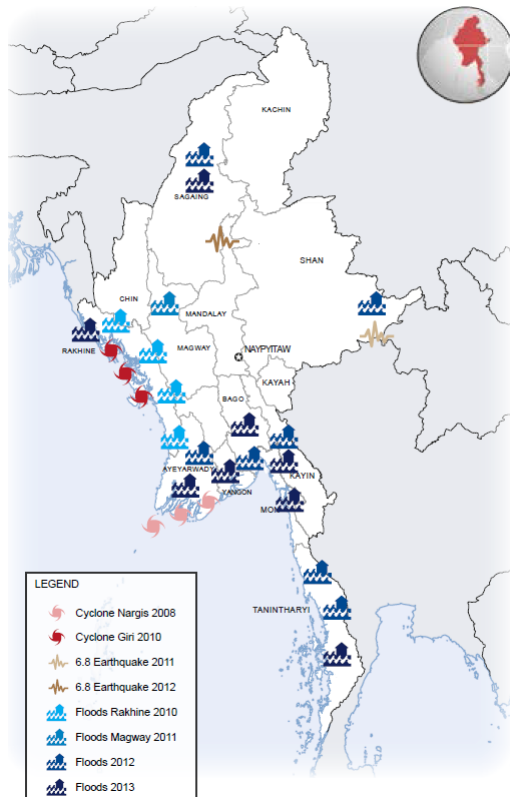 KACHIN
SAGAING
SHAN
CHIN
MANDALAY
RAKHINE
MAGWAY
NAYPYITAW
KAYAH
BAGO
AYEYARWADY
KAYIN
YANGON
MON
TANINTHARYI
LEGEND
Cyclone Nargis 2008
Cyclone Giri 2010
6.8 Earthquake 2011
6.8 Earthquake 2012
Floods Rakhine 2010
Floods Magway 2011
Floods 2012
Floods 2013